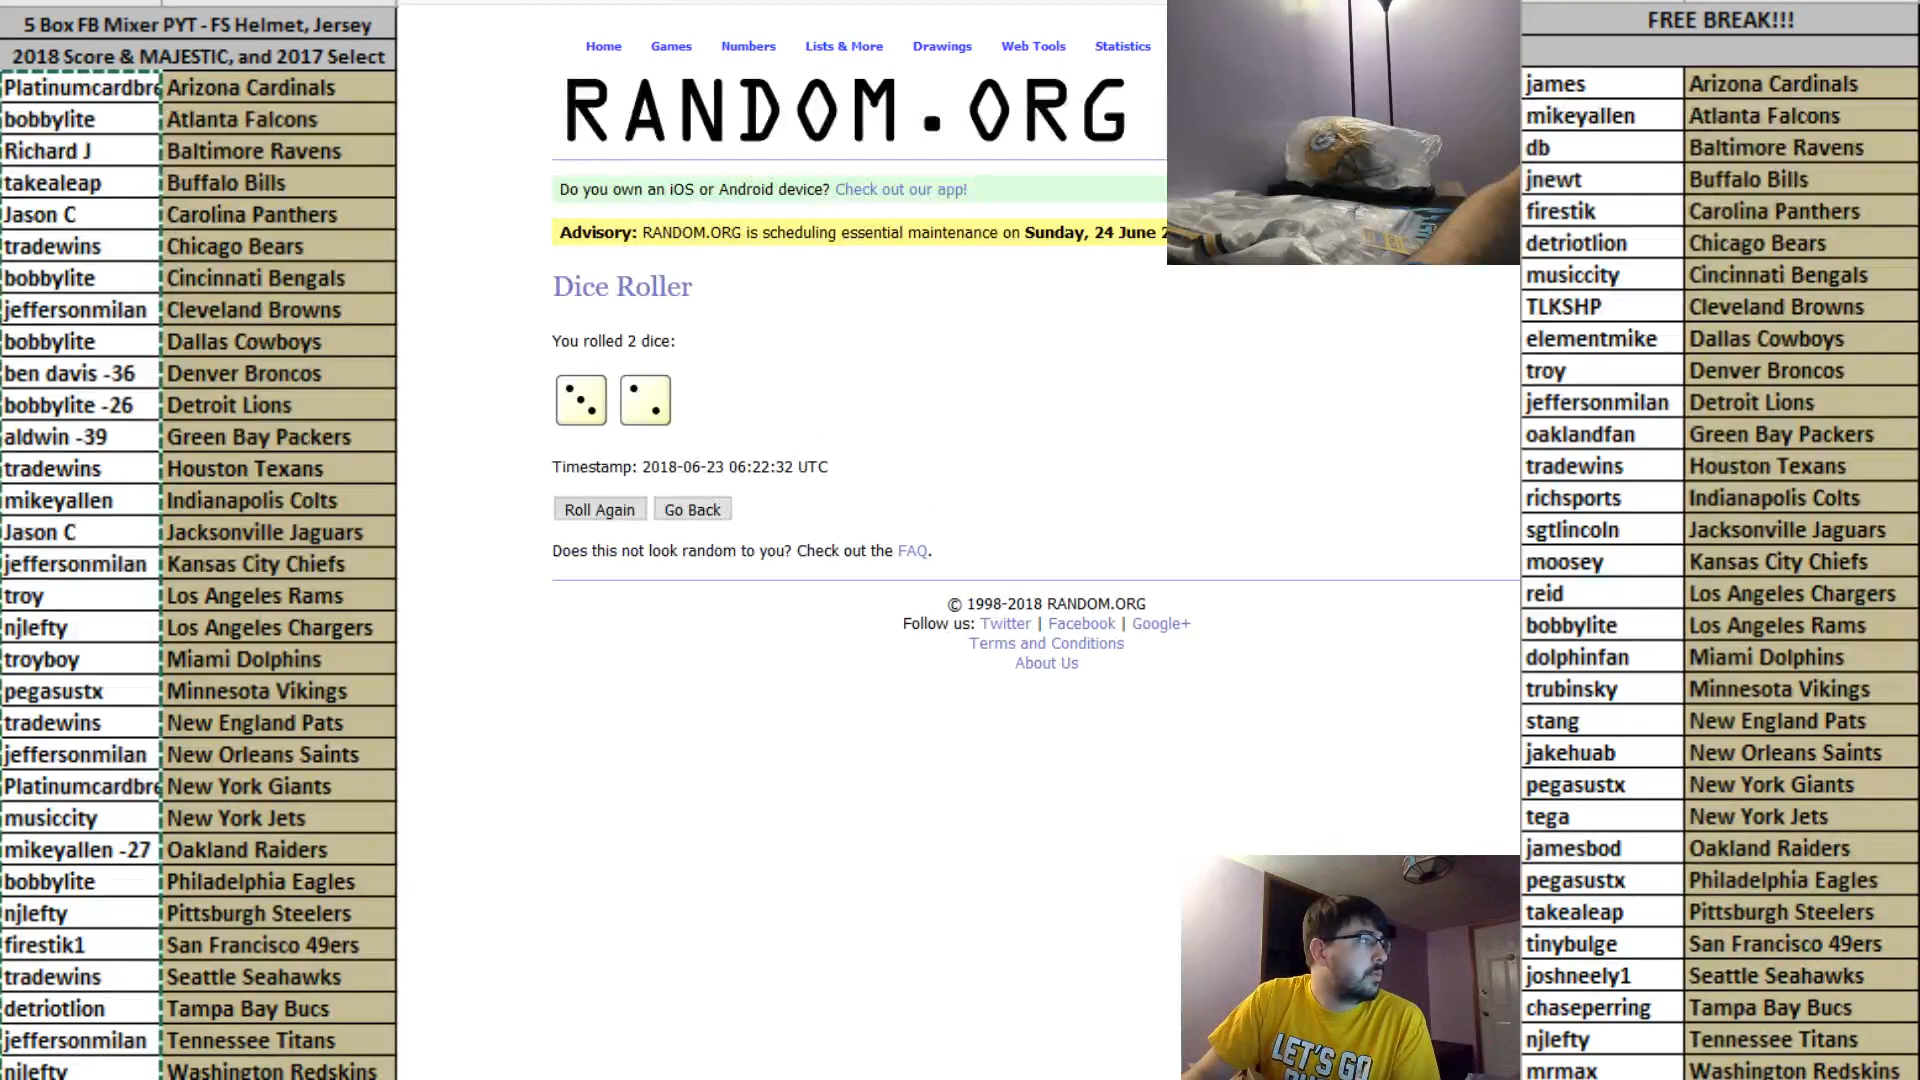 5 Box FB Mixer PYT - FS Helmet, Jersey
2018 Score & MAJESTIC, and 2017 Select
Platinumcardbre Arizona Cardinals
bobbylite Atlanta Falcons
Richard J Baltimore Ravens
takealeap Buffalo Bills
Jason C Carolina Panthers
tradewins Chicago Bears
bobbylite Cincinnati Bengals
jeffersonmilan Cleveland Browns
bobbylite Dallas Cowboys
ben davis -36 Denver Broncos
bobbylite -26 Detroit Lions
aldwin -39 Green Bay Packers
tradewins Houston Texans
mikeyallen Indianapolis Colts
Jason C Jacksonville Jaguars
jeffersonmilan Kansas City Chiefs
troy Los Angeles Rams
njlefty Los Angeles Chargers
troyboy Miami Dolphins
pegasustx Minnesota Vikings
tradewins New England Pats
jeffersonmilan New Orleans Saints
Platinumcardbre New York Giants
musiccity New York Jets
mikeyallen -27 Oakland Raiders
bobbylite Philadelphia Eagles
njlefty Pittsburgh Steelers
firestik1 San Francisco 49ers
tradewins Seattle Seahawks
detriotlion Tampa Bay Bucs
jeffersonmilan Tennessee Titans
njlefty Washington Redskins
Home Games Numbers Lists & More Drawings Web Tools Statistics
RANDOM.ORG
Do you own an iOS or Android device? Check out our app!
Advisory: RANDOM.ORG is scheduling essential maintenance on Sunday, 24 June 2
Dice Roller
You rolled 2 dice:
Timestamp: 2018-06-23 06:22:32 UTC
Roll Again Go Back
Does this not look random to you? Check out the FAQ.
© 1998-2018 RANDOM.ORG
Follow us: Twitter | Facebook | Google+
Terms and Conditions
About Us
LET'S GO
FREE BREAK!!!
james Arizona Cardinals
mikeyallen Atlanta Falcons
db Baltimore Ravens
jnewt Buffalo Bills
firestik Carolina Panthers
detriotlion Chicago Bears
musiccity Cincinnati Bengals
TLKSHP Cleveland Browns
elementmike Dallas Cowboys
troy Denver Broncos
jeffersonmilan Detroit Lions
oaklandfan Green Bay Packers
tradewins Houston Texans
richsports Indianapolis Colts
sgtlincoln Jacksonville Jaguars
moosey Kansas City Chiefs
reid Los Angeles Chargers
bobbylite Los Angeles Rams
dolphinfan Miami Dolphins
trubinsky Minnesota Vikings
stang New England Pats
jakehuab New Orleans Saints
pegasustx New York Giants
tega New York Jets
jamesbod Oakland Raiders
pegasustx Philadelphia Eagles
takealeap Pittsburgh Steelers
tinybulge San Francisco 49ers
joshneely1 Seattle Seahawks
chaseperring Tampa Bay Bucs
njlefty Tennessee Titans
mrmax Washington Redskins